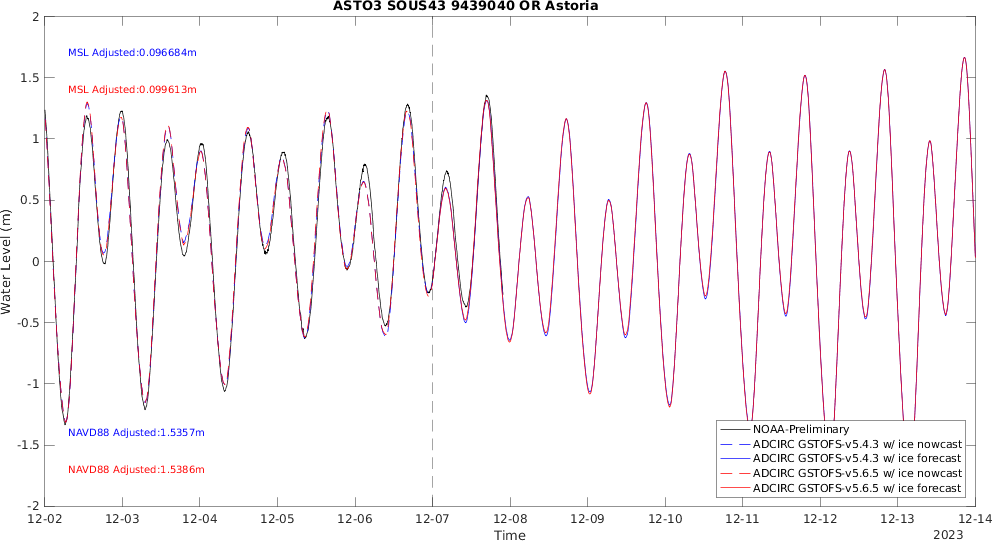 ASTO3 SOUS43 9439040 OR Astoria
MSL Adjusted:0.096684m
MSL Adjusted:0.099613m
NAVD88 Adjusted:1.5357m
NAVD88 Adjusted:1.5386m
Water Level (m)
2
1.5
1
0.5
0
-0.5
-1
-1.5
-2
NOAA-Preliminary
ADCIRC GSTOFS-v5.4.3 w/ ice nowcast
ADCIRC GSTOFS-v5.4.3 w/ ice forecast
ADCIRC GSTOFS-v5.6.5 w/ ice nowcast
ADCIRC GSTOFS-v5.6.5 w/ ice forecast
12-02 12-03 12-04 12-05 12-06 12-07 12-08 12-09 12-10 12-11 12-12 12-13 12-14
Time
2023